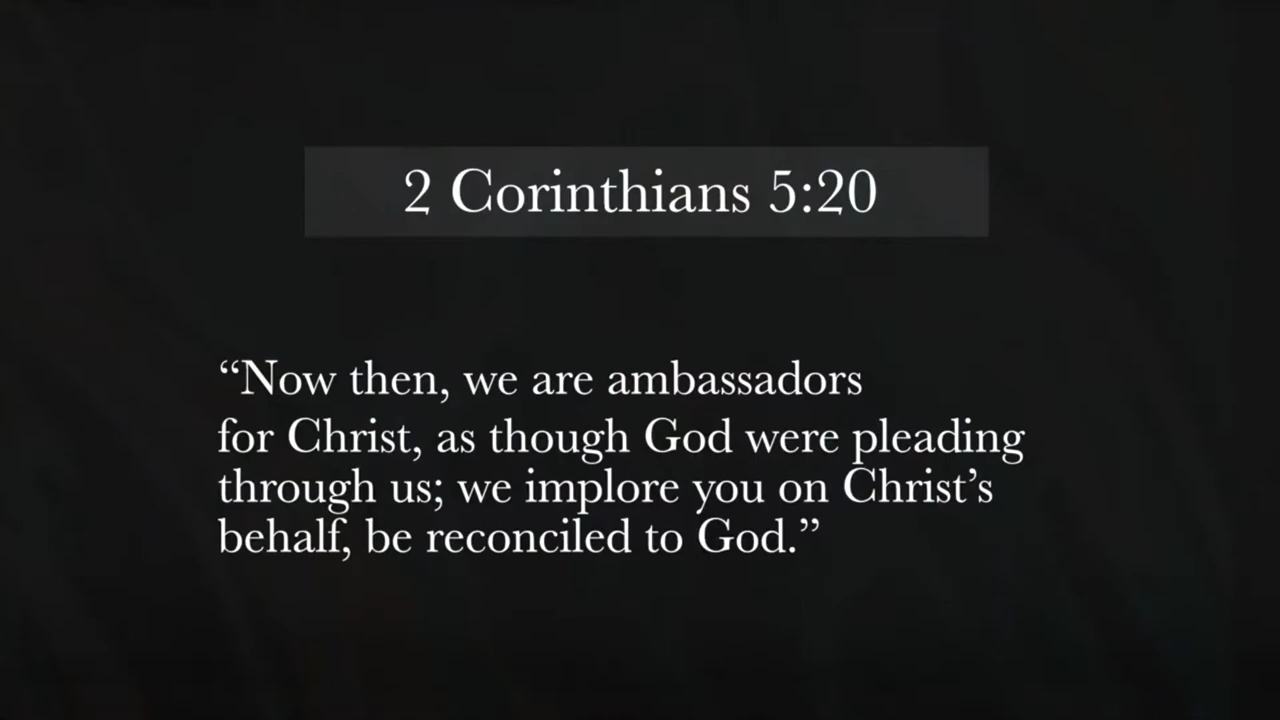 2 Corinthians 5:20
“Now then, we are ambassadors
for Christ, as though God were pleading
through us; we implore you on Christ’s
behalf, be reconciled to God.”